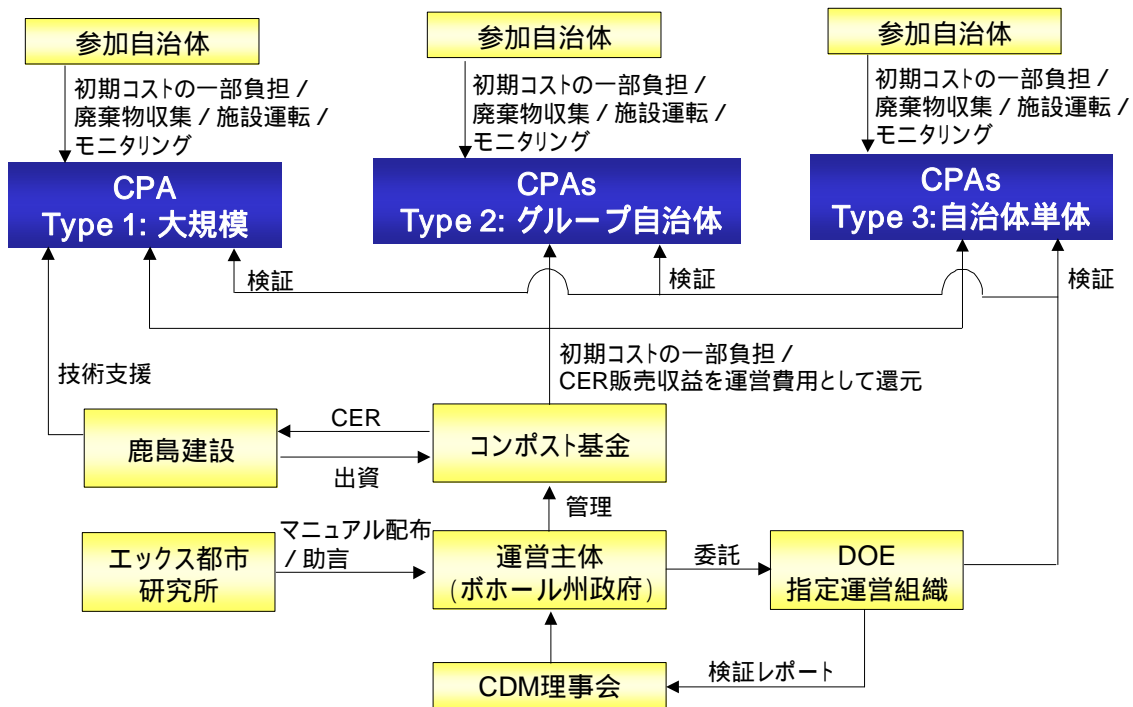 参加自治体
参加自治体
参加自治体
初期コストの一部負担 /
廃棄物収集 / 施設運転 /
モニタリング
初期コストの一部負担 /
廃棄物収集 / 施設運転 /
モニタリング
初期コストの一部負担 /
廃棄物収集 / 施設運転 /
モニタリング
CPA
Type 1: 大規模
CPAs
Type 2: グループ自治体
CPAs
Type 3:自治体単体
検証
検証
検証
技術支援
初期コストの一部負担 /
CER販売収益を運営費用として還元
鹿島建設
CER
出資
コンポスト基金
管理
エックス都市
研究所
マニュアル配布
/ 助言
運営主体
(ボホール州政府)
委託
DOE
指定運営組織
検証レポート
CDM理事会